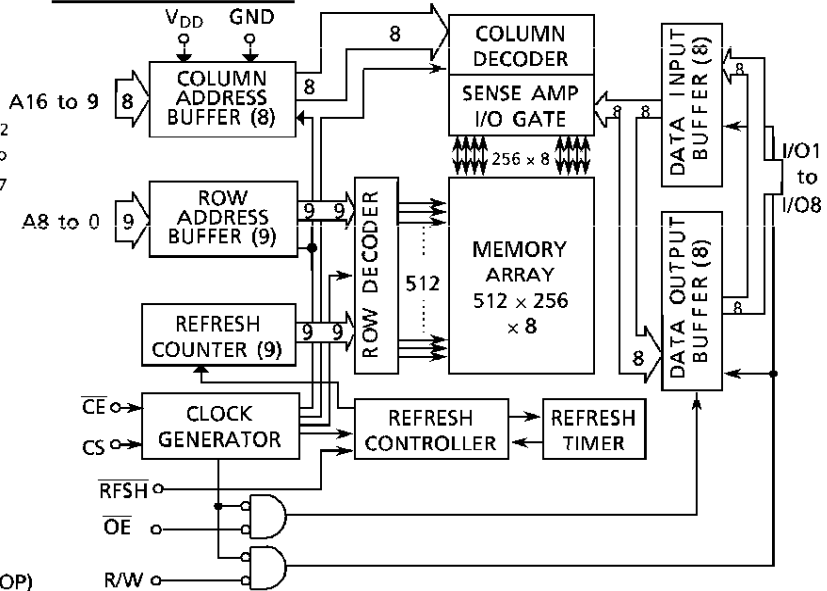 VDD GND
A16 to 9
8
COLUMN
ADDRESS
BUFFER (8)
8
8
COLUMN
DECODER
SENSE AMP
I/O GATE
8 8
DATA INPUT
BUFFER (8)
8
2
7
I/O1
to
I/O8
256 × 8
A8 to 0
9
ROW
ADDRESS
BUFFER (9)
9 9
ROW DECODER
512
MEMORY
ARRAY
512 × 256
× 8
DATA OUTPUT
BUFFER (8)
8
8
REFRESH
COUNTER (9)
9 9
C̅E̅
CS
CLOCK
GENERATOR
REFRESH
CONTROLLER
REFRESH
TIMER
R̅F̅S̅H̅
O̅E̅
R/W
OP)